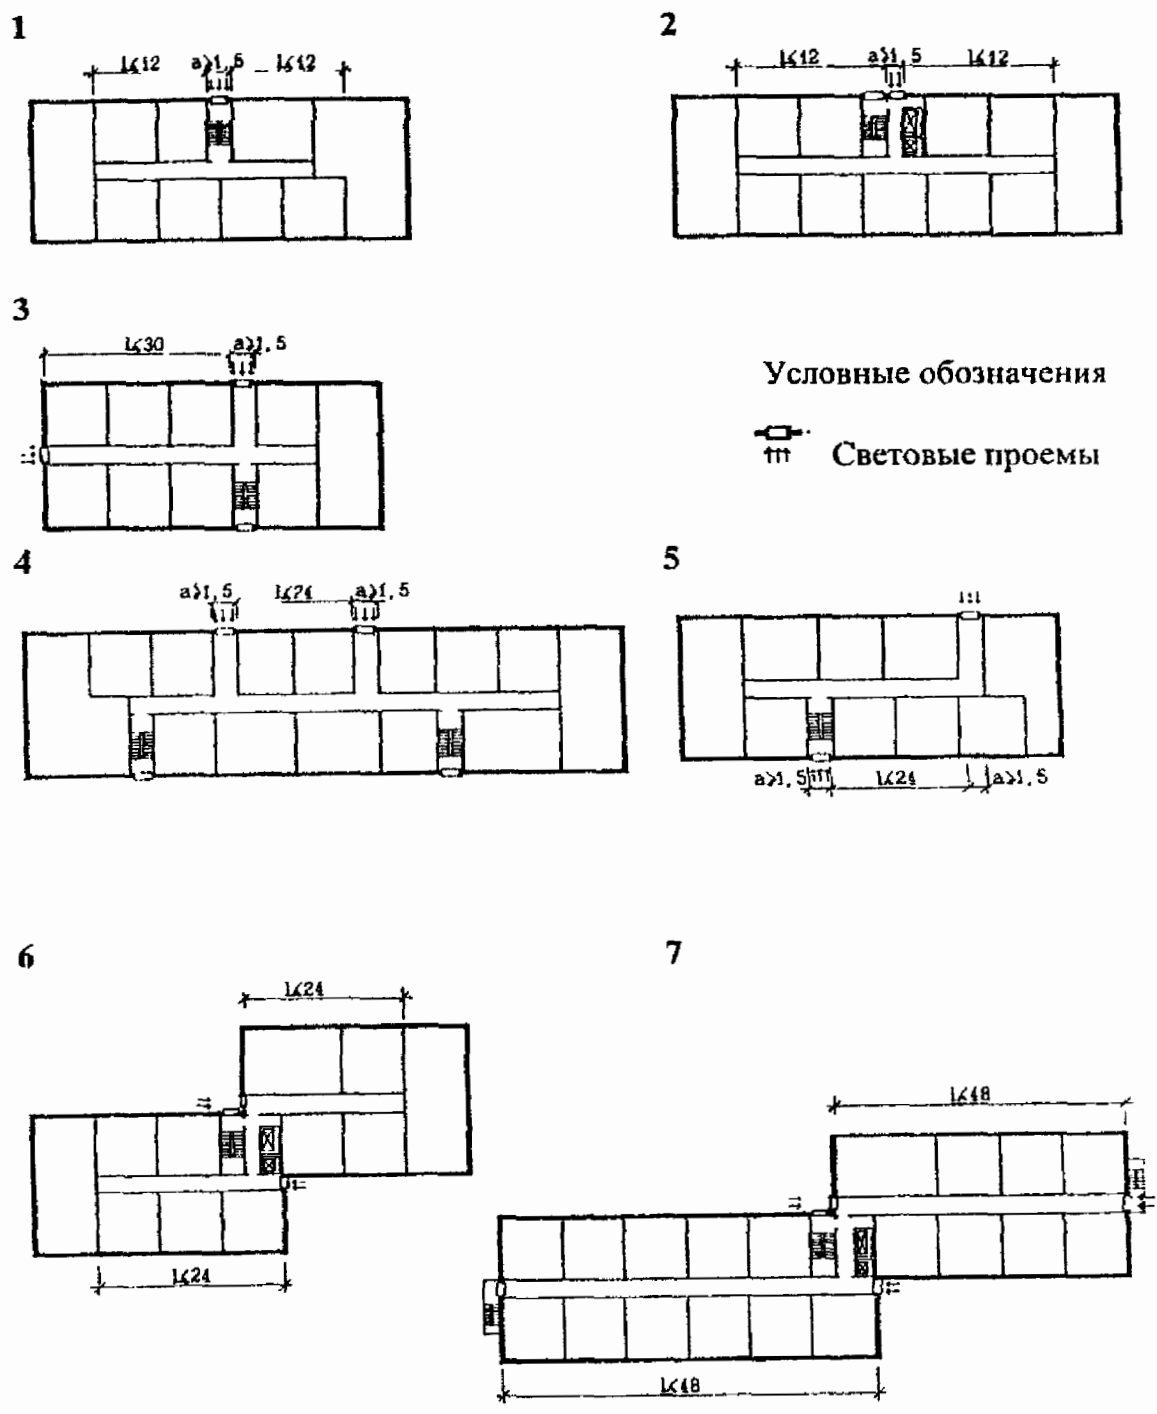 1
l⩽12 a⩾1,5 l⩽12
2
l⩽12 a⩾1,5 l⩽12
3
l⩽30 a⩾1,5
Условные обозначения
Световые проемы
4
a⩾1,5 l⩽24 a⩾1,5
5
a⩾1,5 l⩽24 a⩾1,5
6
l⩽24
l⩽24
7
l⩽48
l⩽48